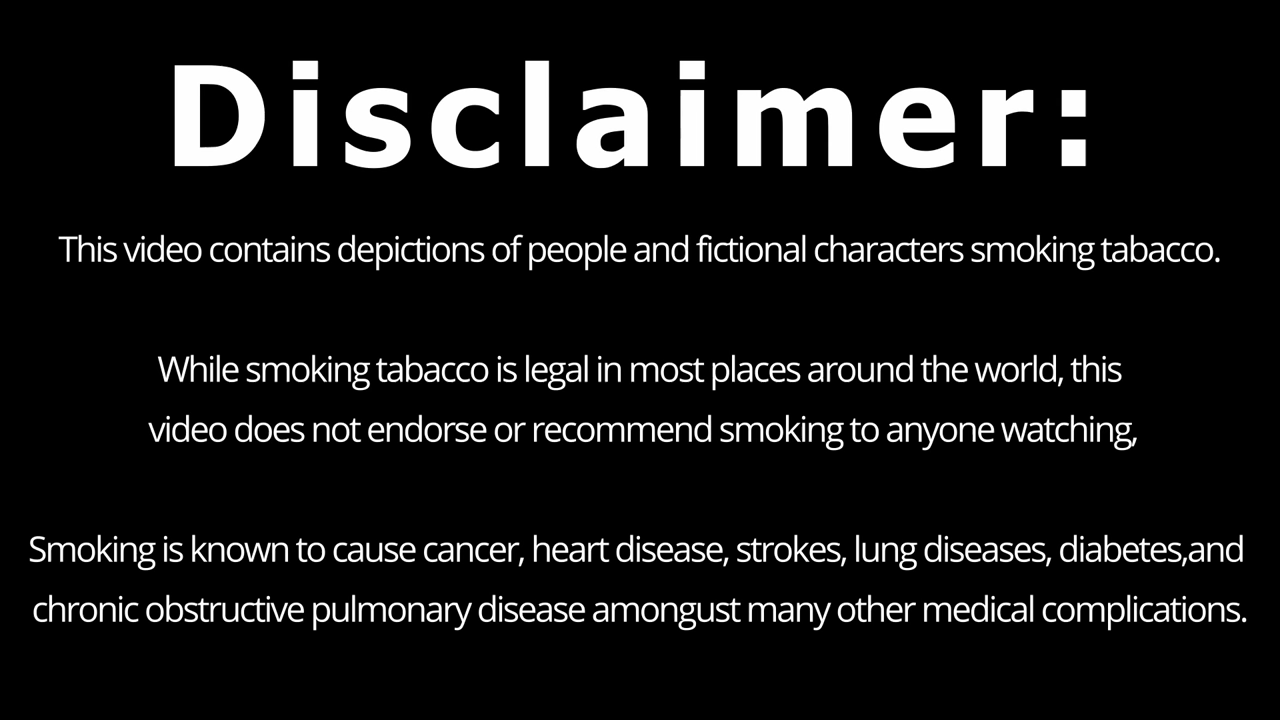 Disclaimer:
This video contains depictions of people and fictional characters smoking tabacco.
While smoking tabacco is legal in most places around the world, this
video does not endorse or recommend smoking to anyone watching,
Smoking is known to cause cancer, heart disease, strokes, lung diseases, diabetes,and
chronic obstructive pulmonary disease amongust many other medical complications.